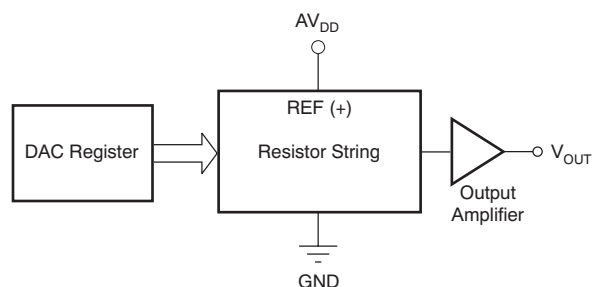 AVDD
REF (+)
DAC Register
Resistor String
VOUT
Output
Amplifier
GND